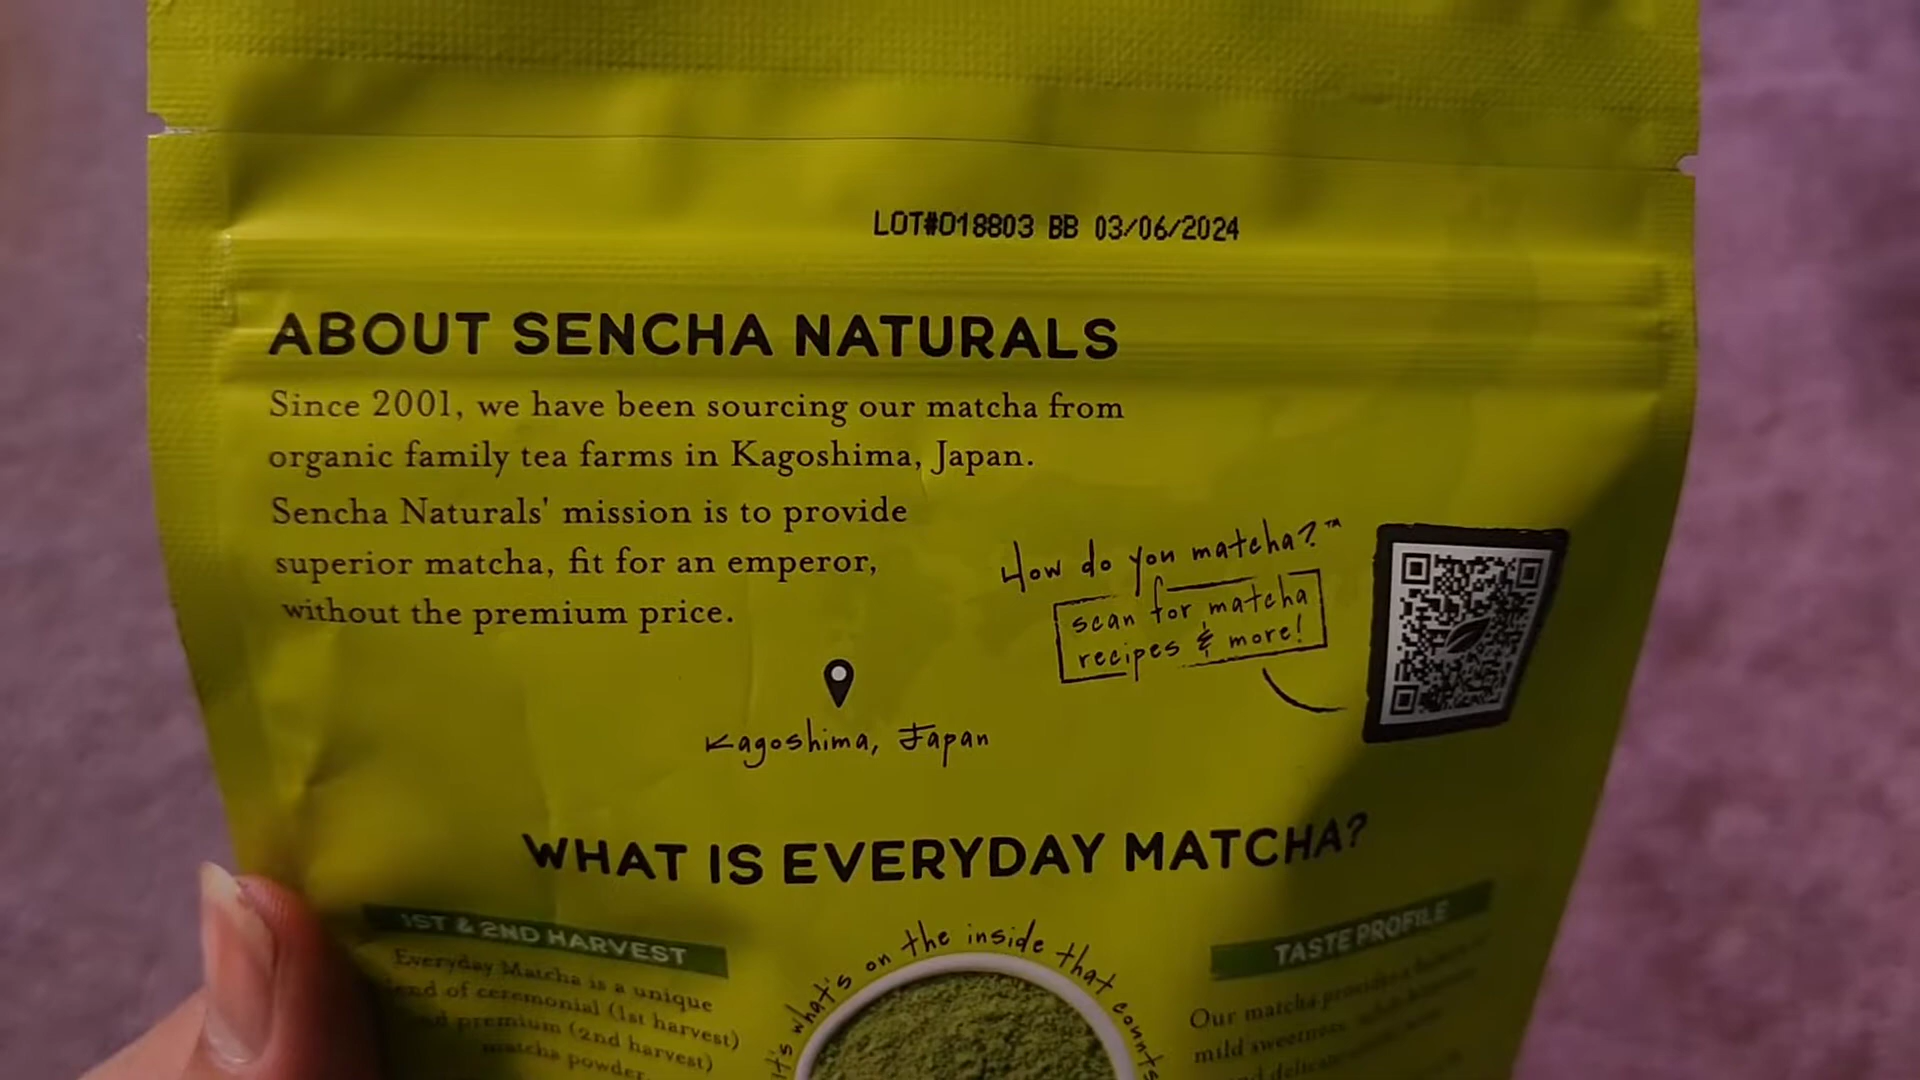 LOT#018803 BB 03/06/2024
ABOUT SENCHA NATURALS
Since 2001, we have been sourcing our matcha from
organic family tea farms in Kagoshima, Japan.
Sencha Naturals' mission is to provide
superior matcha, fit for an emperor,
without the premium price.
How do you matcha?™
scan for matcha
recipes & more!
Kagoshima, Japan
WHAT IS EVERYDAY MATCHA?
1ST & 2ND HARVEST
Everyday Matcha is a unique
of ceremonial (1st harvest)
premium (2nd harvest)
matcha powder
It's what's on the inside that counts
TASTE PROFILE
Our matcha
mild sweetness,
delicate